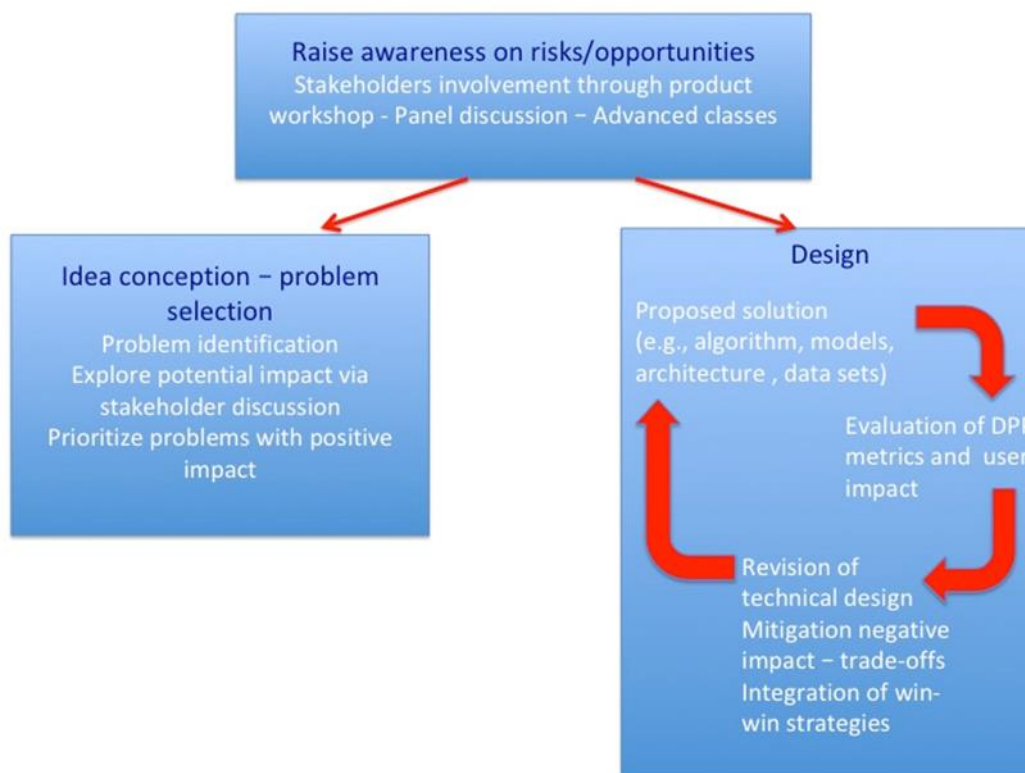 Raise awareness on risks/opportunities
Stakeholders involvement through product
workshop - Panel discussion – Advanced classes
Idea conception – problem
selection
Problem identification
Explore potential impact via
stakeholder discussion
Prioritize problems with positive
impact
Design
Proposed solution
(e.g., algorithm, models,
architecture , data sets)
Evaluation of
metrics and user
impact
Revision of
technical design
Mitigation negative
impact – trade-offs
Integration of win-
win strategies